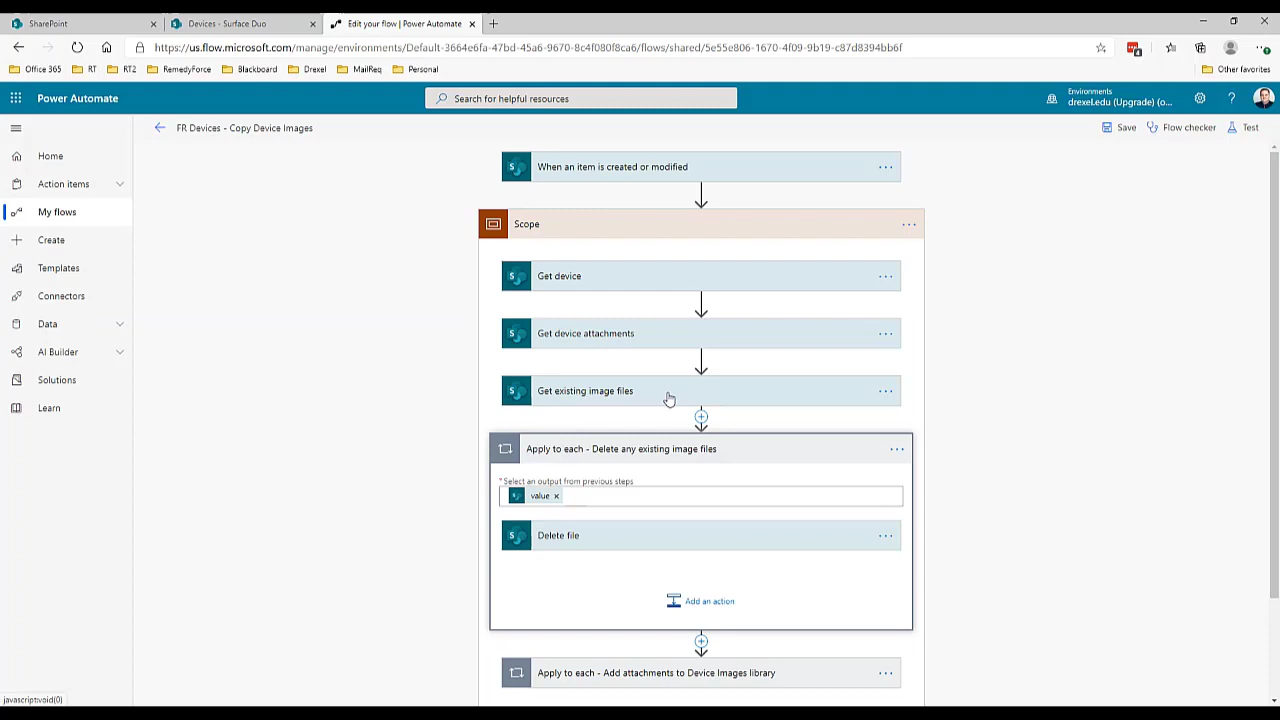 SharePoint
Devices - Surface Duo
Edit your flow | Power Automate
https://us.flow.microsoft.com/manage/environments/Default-3664e6fa-47bd-45a6-9670-8c4f080f8ca6/flows/shared/5e55e806-1670-4f09-9b19-c87d8394bb6f
Office 365
RT
RT2
RemedyForce
Blackboard
Drexel
MailReq
Personal
Other favorites
Power Automate
Search for helpful resources
Environments
drexel.edu (Upgrade) (o...
FR Devices - Copy Device Images
Save
Flow checker
Test
Home
Action items
My flows
Create
Templates
Connectors
Data
AI Builder
Solutions
Learn
When an item is created or modified
Scope
Get device
Get device attachments
Get existing image files
Apply to each - Delete any existing image files
* Select an output from previous steps
value
Delete file
Add an action
Apply to each - Add attachments to Device Images library
javascript:void(0)